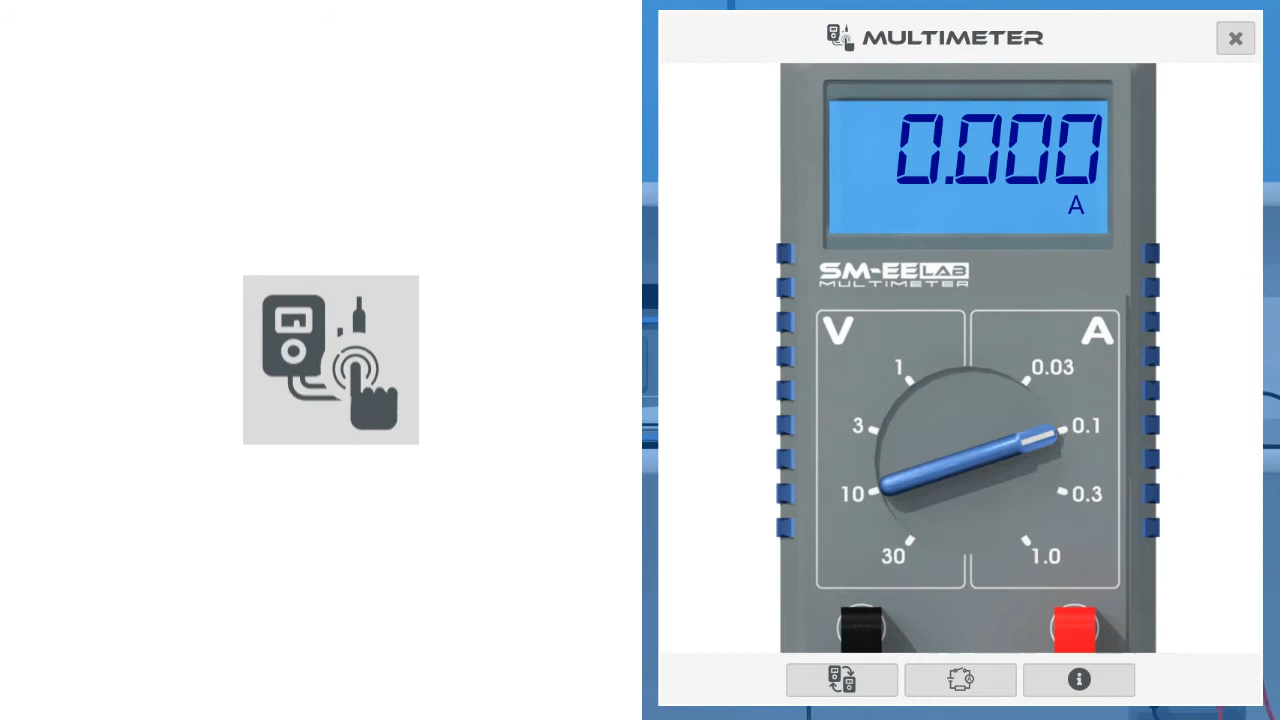 MULTIMETER
0.000
A
SM-EELAB
MULTIMETER
V
A
1
0.03
3
0.1
10
0.3
30
1.0